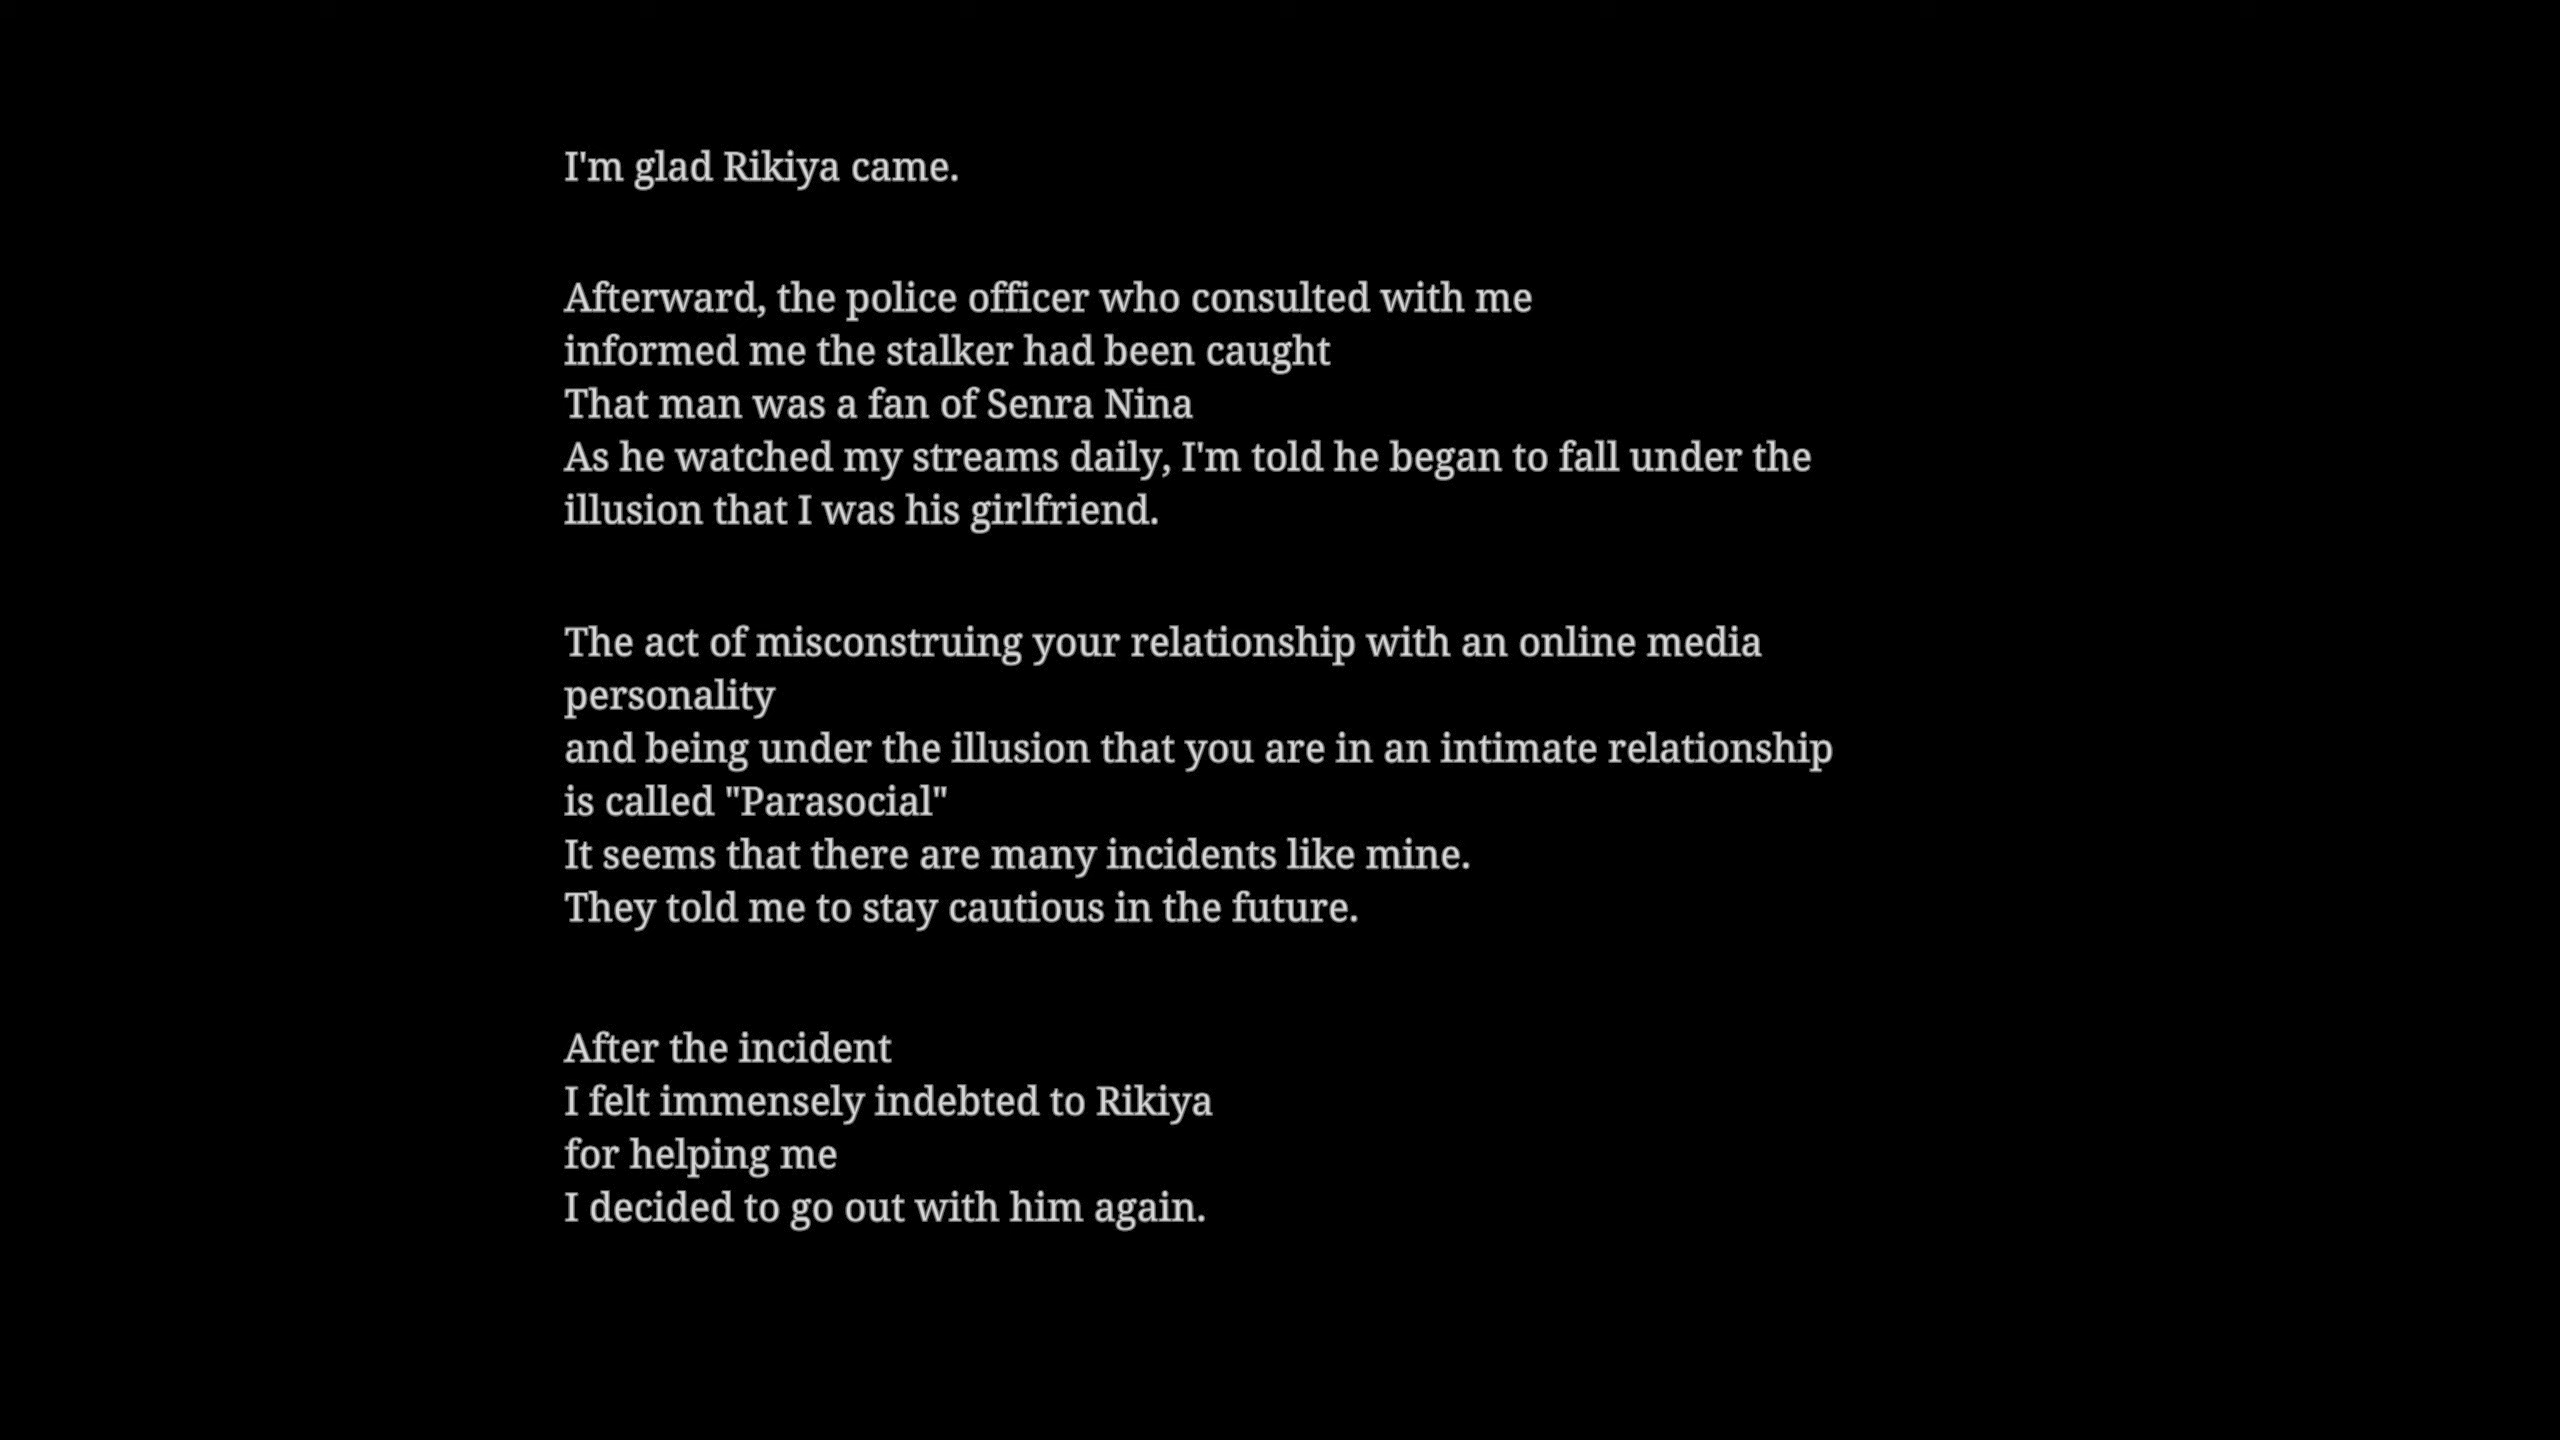 I'm glad Rikiya came.
Afterward, the police officer who consulted with me
informed me the stalker had been caught
That man was a fan of Senra Nina
As he watched my streams daily, I'm told he began to fall under the
illusion that I was his girlfriend.
The act of misconstruing your relationship with an online media
personality
and being under the illusion that you are in an intimate relationship
is called "Parasocial"
It seems that there are many incidents like mine.
They told me to stay cautious in the future.
After the incident
I felt immensely indebted to Rikiya
for helping me
I decided to go out with him again.